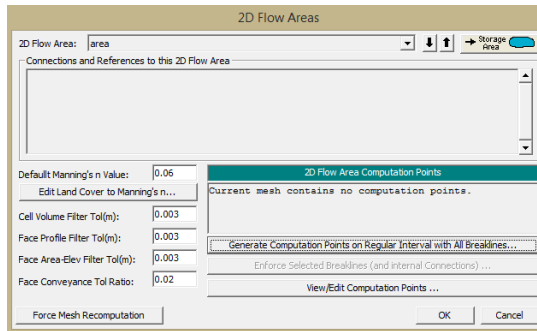 2D Flow Areas
2D Flow Area: area
Storage Area
Connections and References to this 2D Flow Area
Defaullt Manning's n Value: 0.06
2D Flow Area Computation Points
Edit Land Cover to Manning's n...
Current mesh contains no computation points.
Cell Volume Filter Tol(m): 0.003
Face Profile Filter Tol(m): 0.003
Generate Computation Points on Regular Interval with All Breaklines...
Face Area-Elev Filter Tol(m): 0.003
Enforce Selected Breaklines (and internal Connections) ...
Face Conveyance Tol Ratio: 0.02
View/Edit Computation Points ...
Force Mesh Recomputation
OK
Cancel